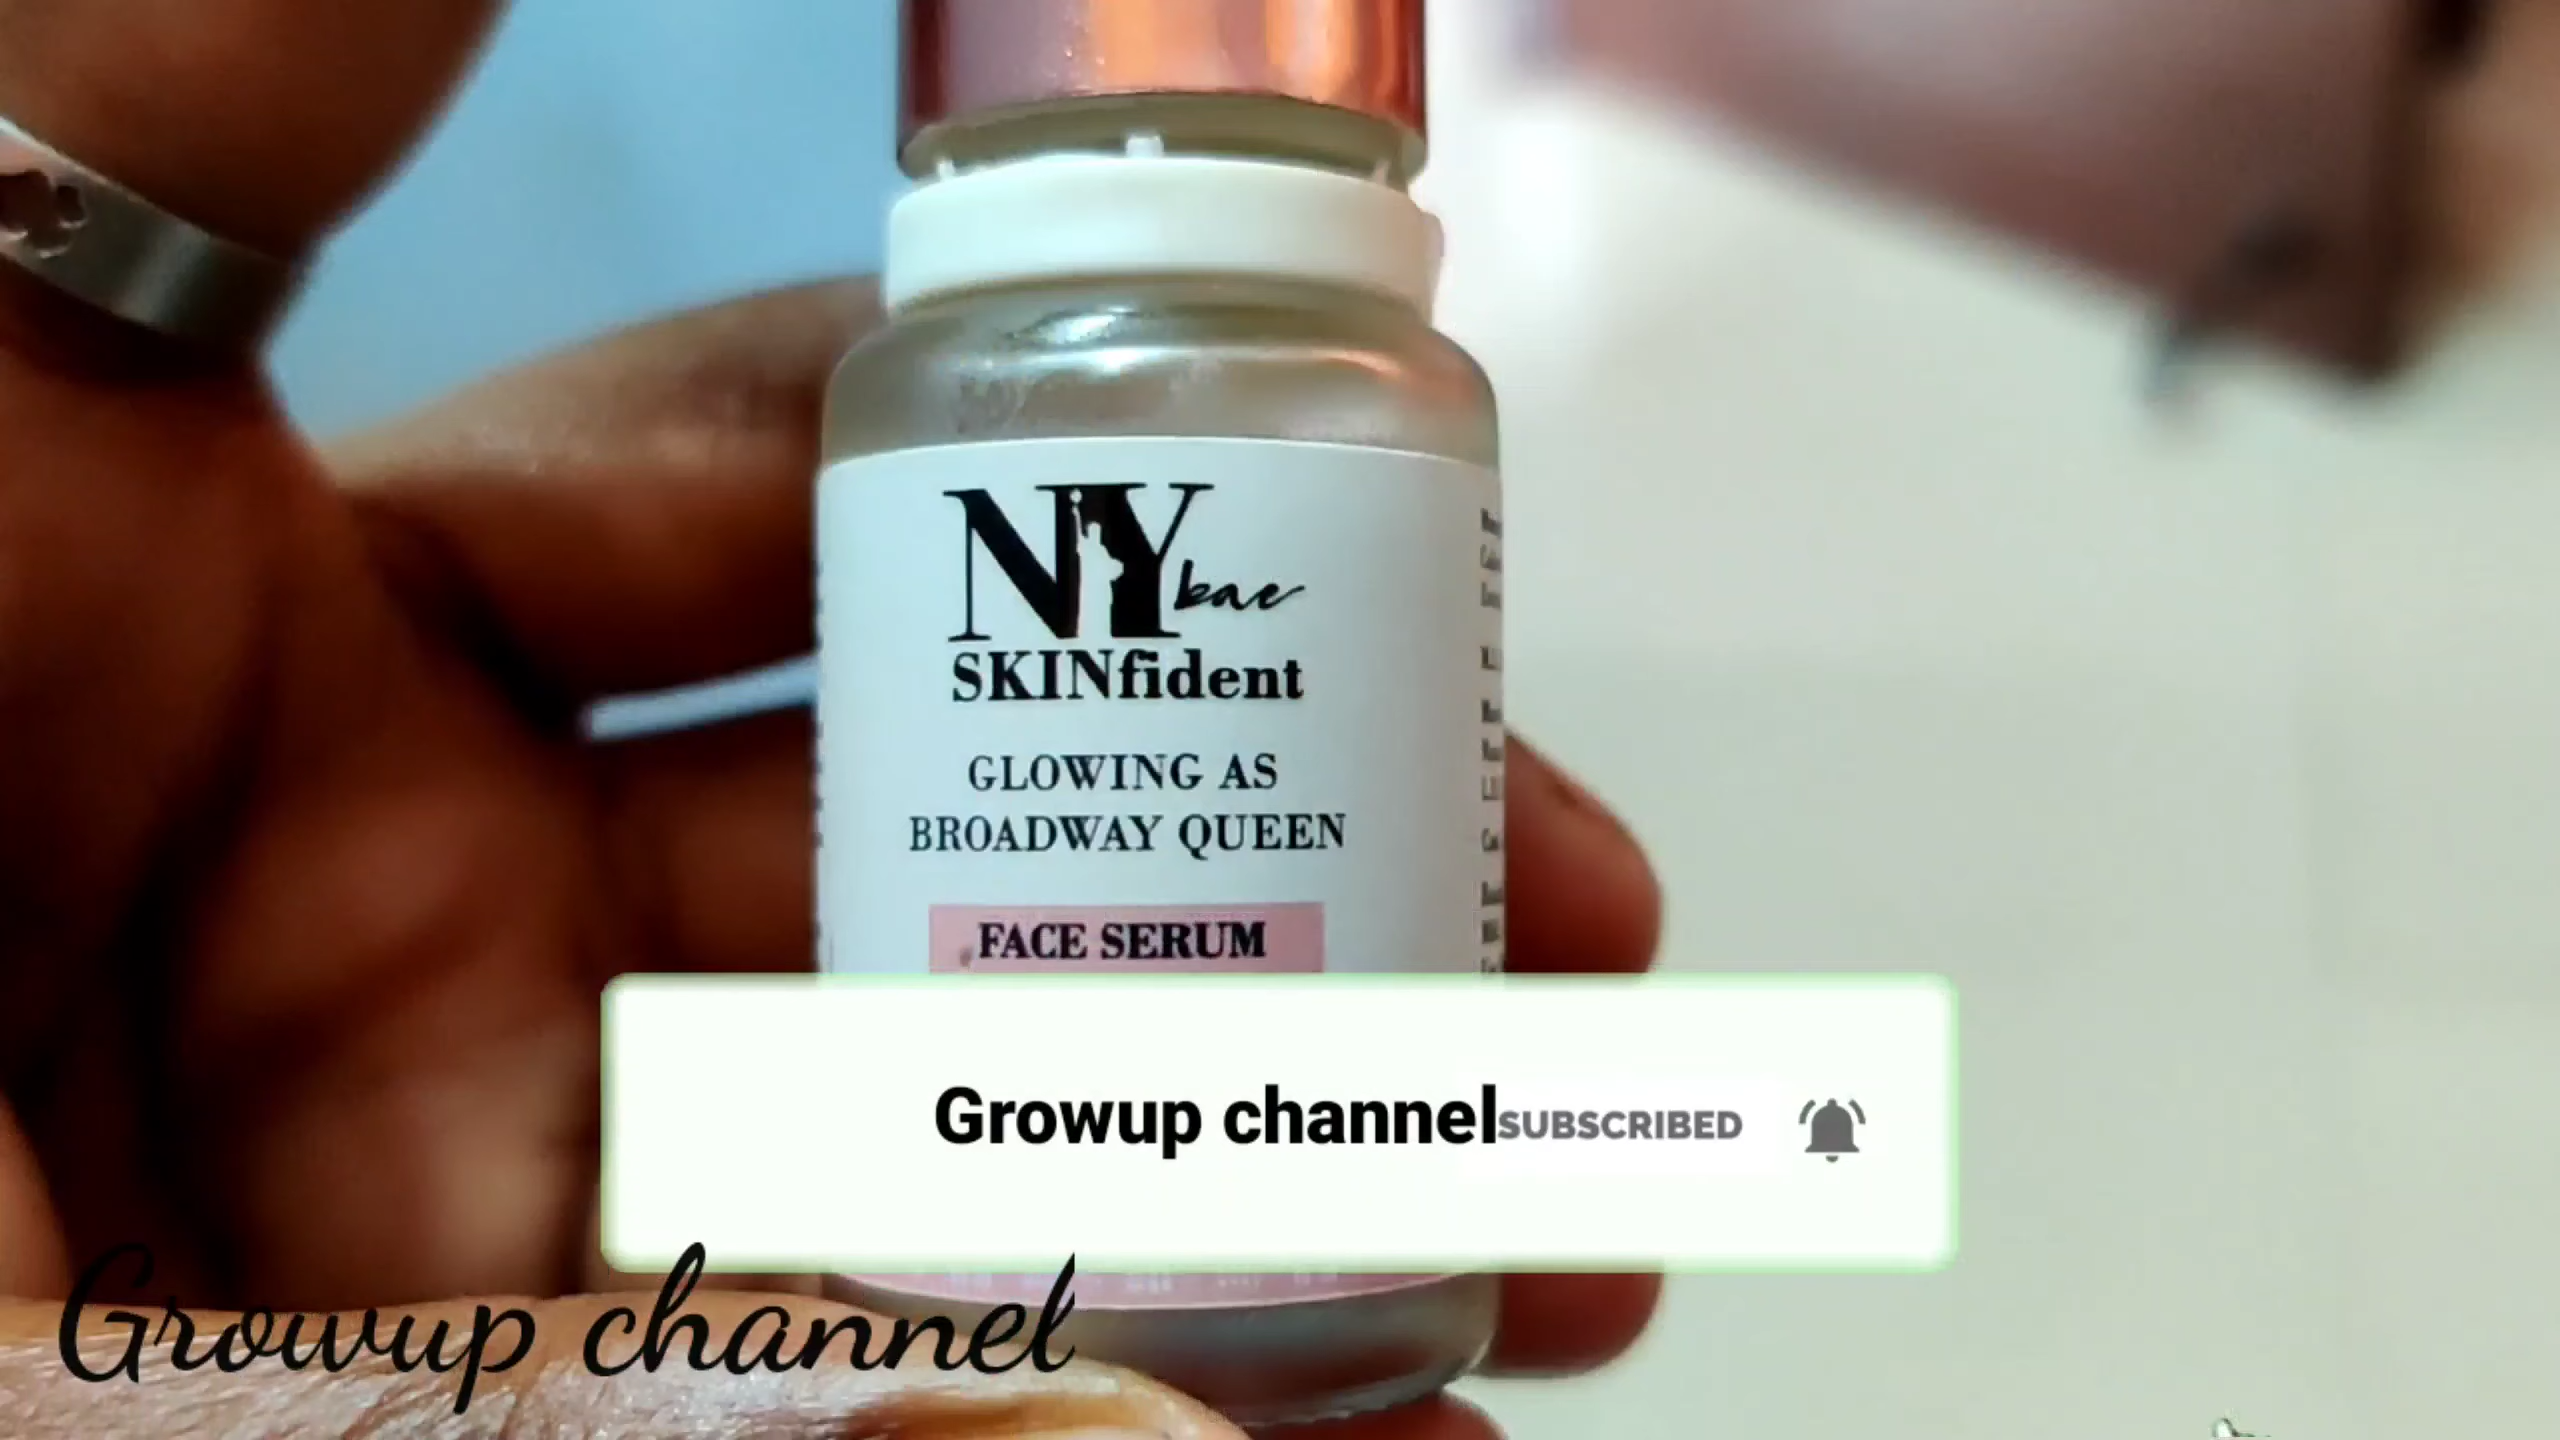 NY bae
SKINfident
GLOWING AS
BROADWAY QUEEN
FACE SERUM
Growup channel SUBSCRIBED
Growup channel